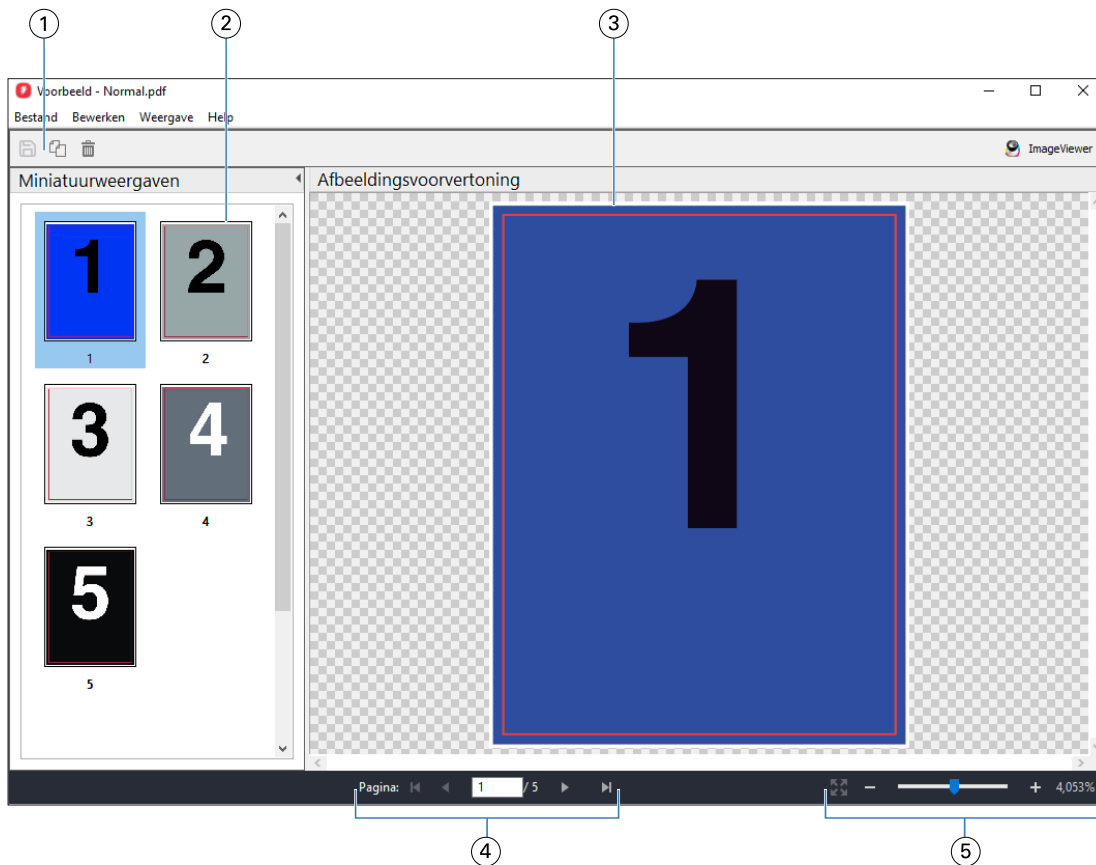 1 2 3
Voorbeeld - Normal.pdf
Bestand Bewerken Weergave Help
ImageViewer
Miniatuurweergaven
Afbeeldingsvoorvertoning
1 2
1 2
3 4
3 4
5
5
1
Pagina: 1 / 5
4,053%
4 5